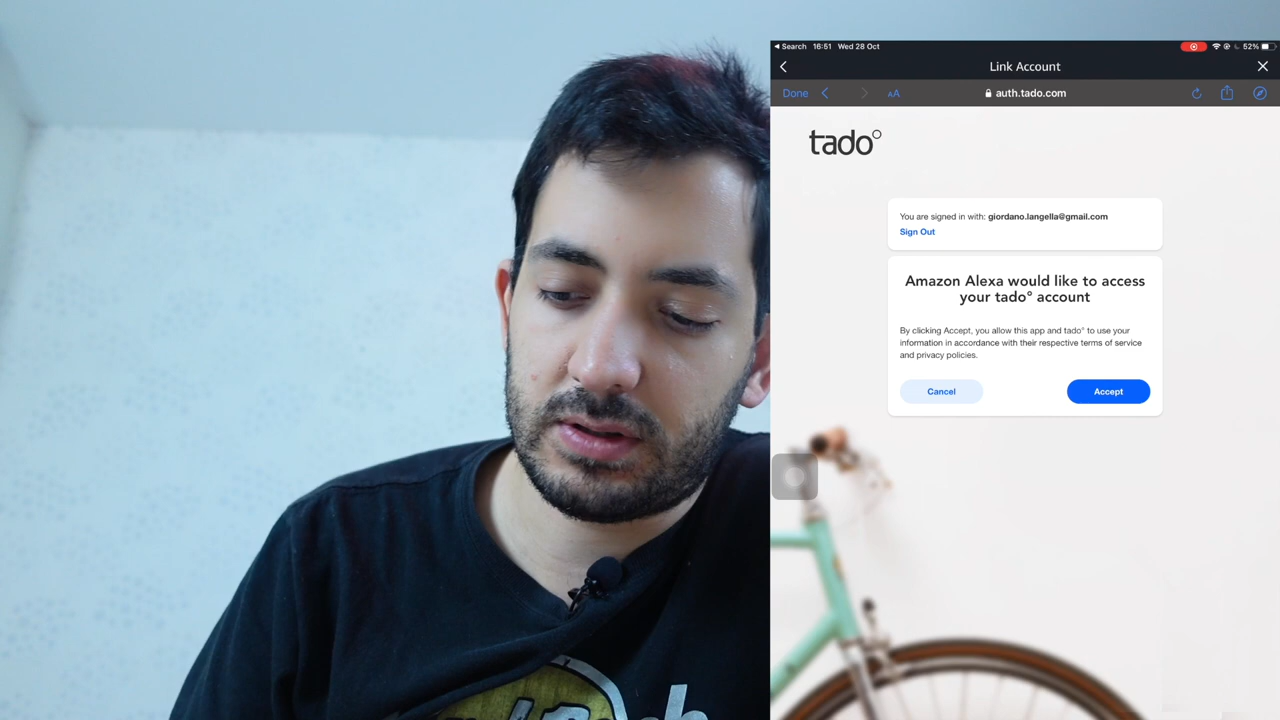 Search 16:51 Wed 28 Oct 52%
Link Account
Done AA auth.tado.com
tado°
You are signed in with: giordano.langella@gmail.com
Sign Out
Amazon Alexa would like to access
your tado° account
By clicking Accept, you allow this app and tado° to use your
information in accordance with their respective terms of service
and privacy policies.
Cancel Accept